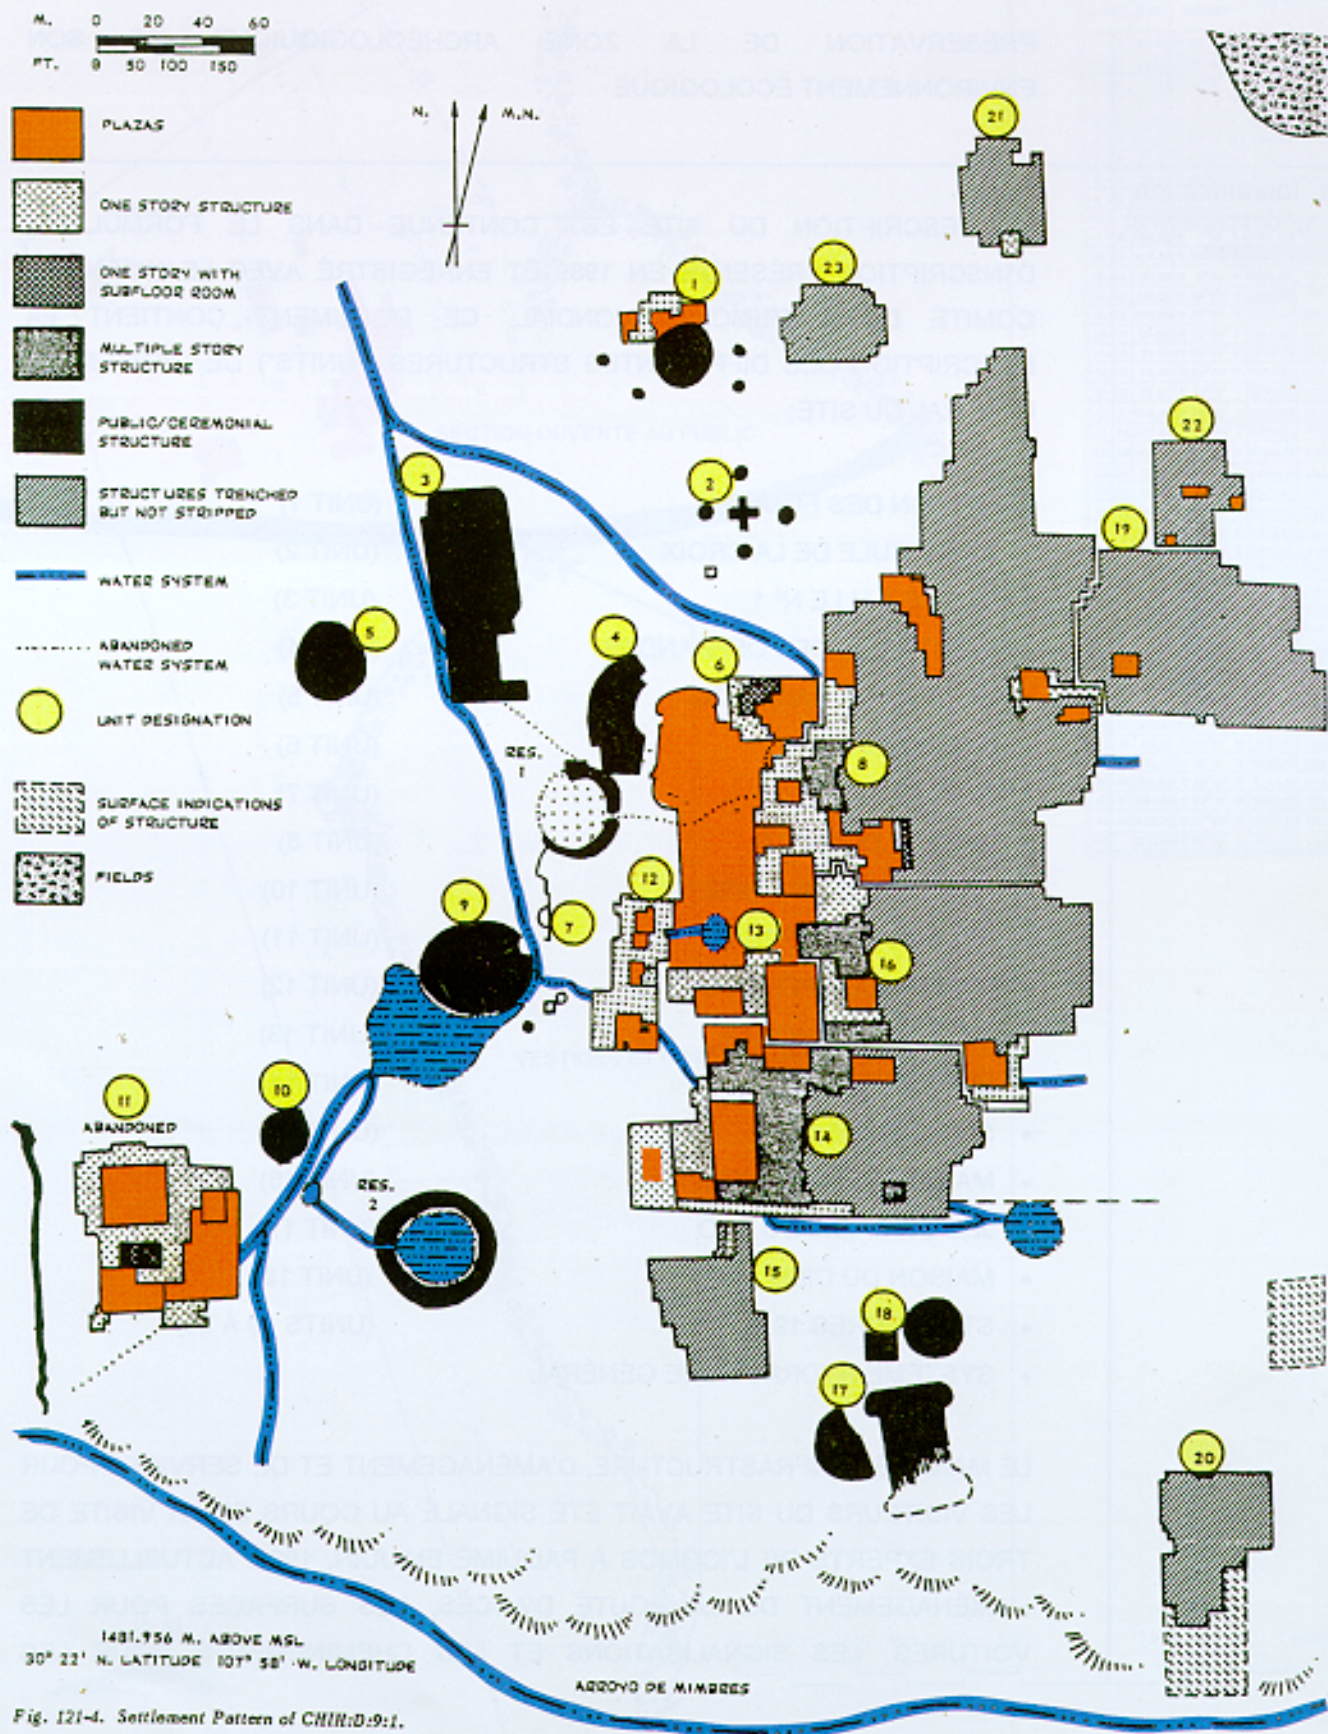 M. 0 20 40 60
FT. 0 50 100 150
PLAZAS
ONE STORY STRUCTURE
ONE STORY WITH
SUBFLOOR ROOM
MULTIPLE STORY
STRUCTURE
PUBLIC/CEREMONIAL
STRUCTURE
STRUCTURES TRENCHED
BUT NOT STRIPPED
WATER SYSTEM
ABANDONED
WATER SYSTEM
UNIT DESIGNATION
SURFACE INDICATIONS
OF STRUCTURE
FIELDS
N. M.N.
21
23
1
22
3
2
19
5
4
6
RES.
1
8
12
9
7
13
16
10
11
ABANDONED
14
RES.
2
15
18
17
20
1481.956 M. ABOVE MSL
30° 22' N. LATITUDE 107° 58' W. LONGITUDE
ARROYO DE MIMBRES
Fig. 121-4. Settlement Pattern of CHIH:D:9:1.